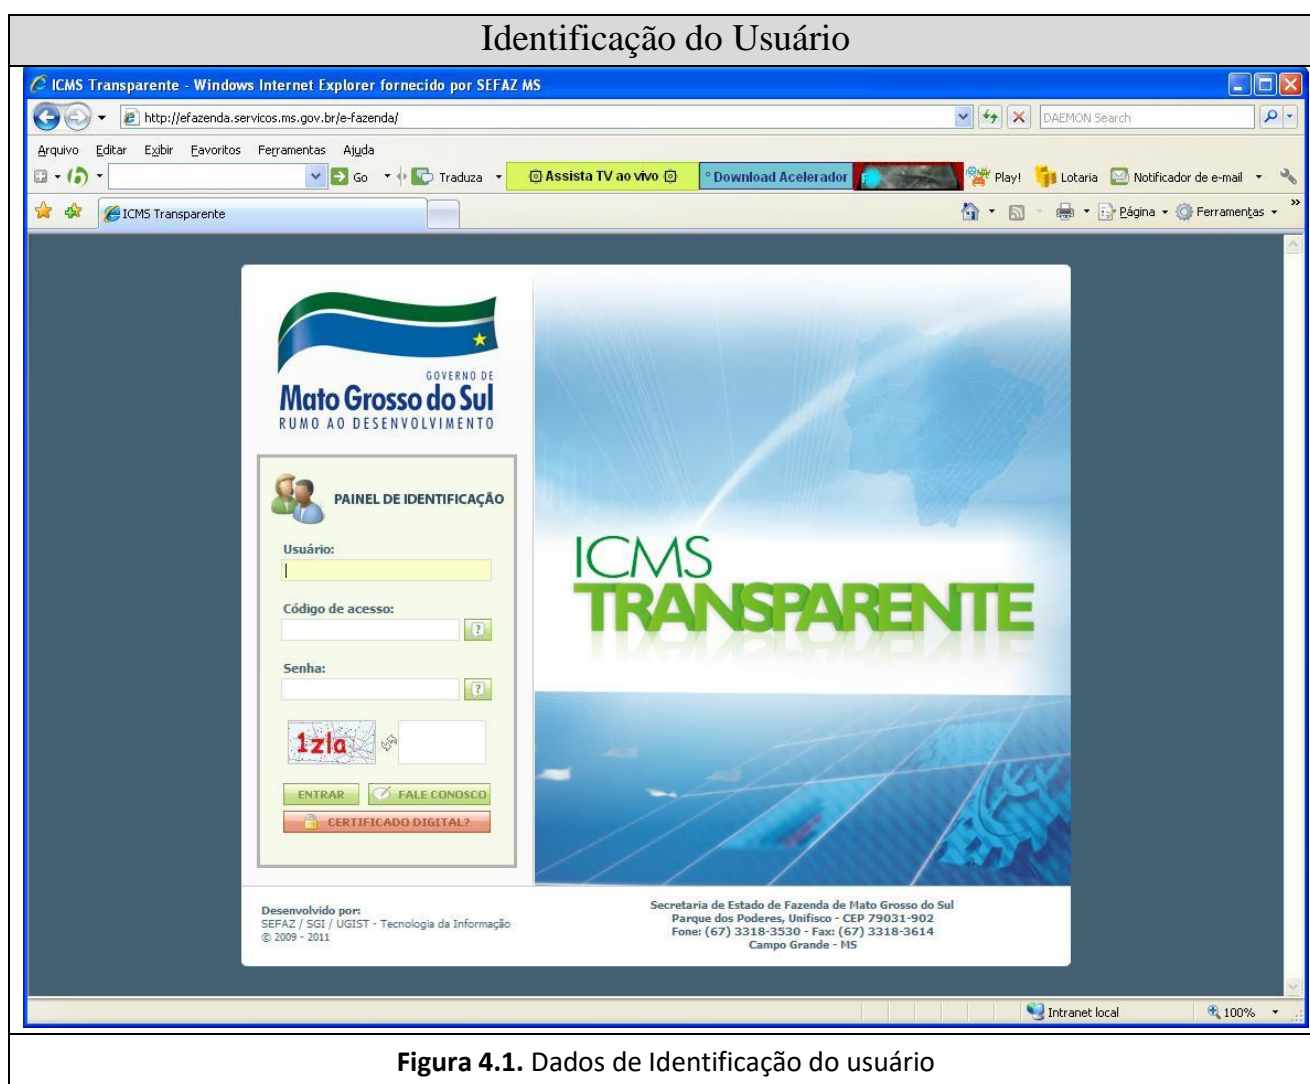 Identificação do Usuário
ICMS Transparente - Windows Internet Explorer fornecido por SEFAZ MS
http://efazenda.servicos.ms.gov.br/e-fazenda/
DAEMON Search
Arquivo Editar Exibir Favoritos Ferramentas Ajuda
Go Traduza Assista TV ao vivo Download Acelerador Play! Lotaria Notificador de e-mail
ICMS Transparente Página Ferramentas
GOVERNO DE
Mato Grosso do Sul
RUMO AO DESENVOLVIMENTO
PAINEL DE IDENTIFICAÇÃO
Usuário:
Código de acesso:
?
Senha:
?
1zla
ENTRAR FALE CONOSCO
CERTIFICADO DIGITAL?
ICMS
TRANSPARENTE
Desenvolvido por:
SEFAZ / SGI / UGIST - Tecnologia da Informação
© 2009 - 2011
Secretaria de Estado de Fazenda de Mato Grosso do Sul
Parque dos Poderes, Unifisco - CEP 79031-902
Fone: (67) 3318-3530 - Fax: (67) 3318-3614
Campo Grande - MS
Intranet local 100%
Figura 4.1. Dados de Identificação do usuário